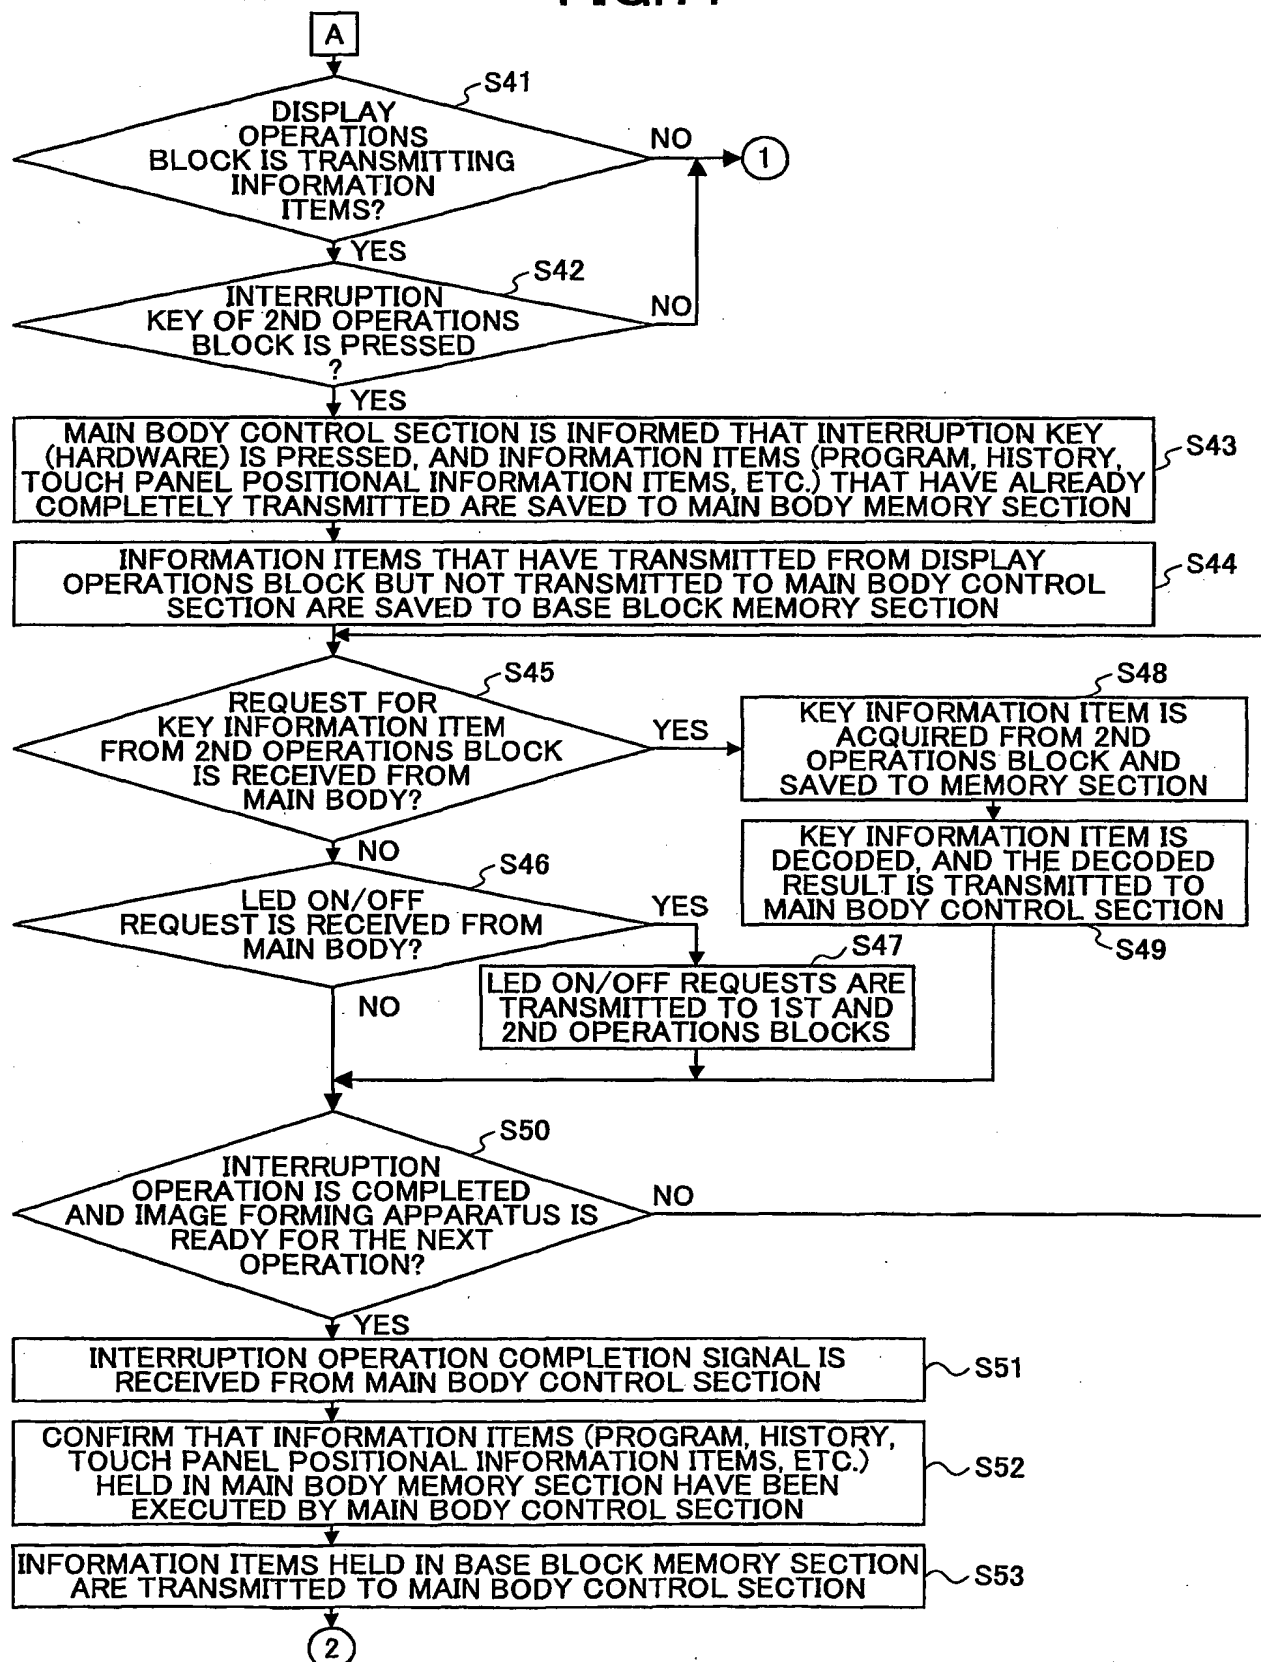 A
S41
DISPLAY
OPERATIONS
BLOCK IS TRANSMITTING
INFORMATION
ITEMS?
NO
1
YES
S42
INTERRUPTION
KEY OF 2ND OPERATIONS
BLOCK IS PRESSED
?
NO
YES
MAIN BODY CONTROL SECTION IS INFORMED THAT INTERRUPTION KEY
(HARDWARE) IS PRESSED, AND INFORMATION ITEMS (PROGRAM, HISTORY,
TOUCH PANEL POSITIONAL INFORMATION ITEMS, ETC.) THAT HAVE ALREADY
COMPLETELY TRANSMITTED ARE SAVED TO MAIN BODY MEMORY SECTION
S43
INFORMATION ITEMS THAT HAVE TRANSMITTED FROM DISPLAY
OPERATIONS BLOCK BUT NOT TRANSMITTED TO MAIN BODY CONTROL
SECTION ARE SAVED TO BASE BLOCK MEMORY SECTION
S44
S45
REQUEST FOR
KEY INFORMATION ITEM
FROM 2ND OPERATIONS BLOCK
IS RECEIVED FROM
MAIN BODY?
YES
S48
KEY INFORMATION ITEM IS
ACQUIRED FROM 2ND
OPERATIONS BLOCK AND
SAVED TO MEMORY SECTION
KEY INFORMATION ITEM IS
DECODED, AND THE DECODED
RESULT IS TRANSMITTED TO
MAIN BODY CONTROL SECTION
S49
NO
S46
LED ON/OFF
REQUEST IS RECEIVED FROM
MAIN BODY?
YES
S47
LED ON/OFF REQUESTS ARE
TRANSMITTED TO 1ST AND
2ND OPERATIONS BLOCKS
NO
S50
INTERRUPTION
OPERATION IS COMPLETED
AND IMAGE FORMING APPARATUS IS
READY FOR THE NEXT
OPERATION?
NO
YES
INTERRUPTION OPERATION COMPLETION SIGNAL IS
RECEIVED FROM MAIN BODY CONTROL SECTION
S51
CONFIRM THAT INFORMATION ITEMS (PROGRAM, HISTORY,
TOUCH PANEL POSITIONAL INFORMATION ITEMS, ETC.)
HELD IN MAIN BODY MEMORY SECTION HAVE BEEN
EXECUTED BY MAIN BODY CONTROL SECTION
S52
INFORMATION ITEMS HELD IN BASE BLOCK MEMORY SECTION
ARE TRANSMITTED TO MAIN BODY CONTROL SECTION
S53
2